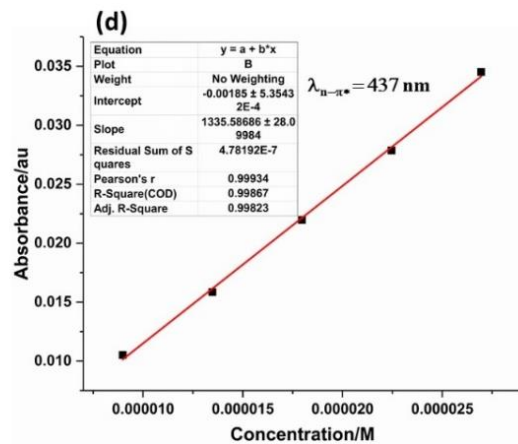 (d)
Equation y = a + b*x
Plot B
Weight No Weighting
Intercept -0.00185 ± 5.3543
2E-4
Slope 1335.58686 ± 28.0
9984
Residual Sum of S
quares 4.78192E-7
Pearson's r 0.99934
R-Square(COD) 0.99867
Adj. R-Square 0.99823
λn−π* = 437 nm
Absorbance/au
0.035
0.030
0.025
0.020
0.015
0.010
0.000010 0.000015 0.000020 0.000025
Concentration/M